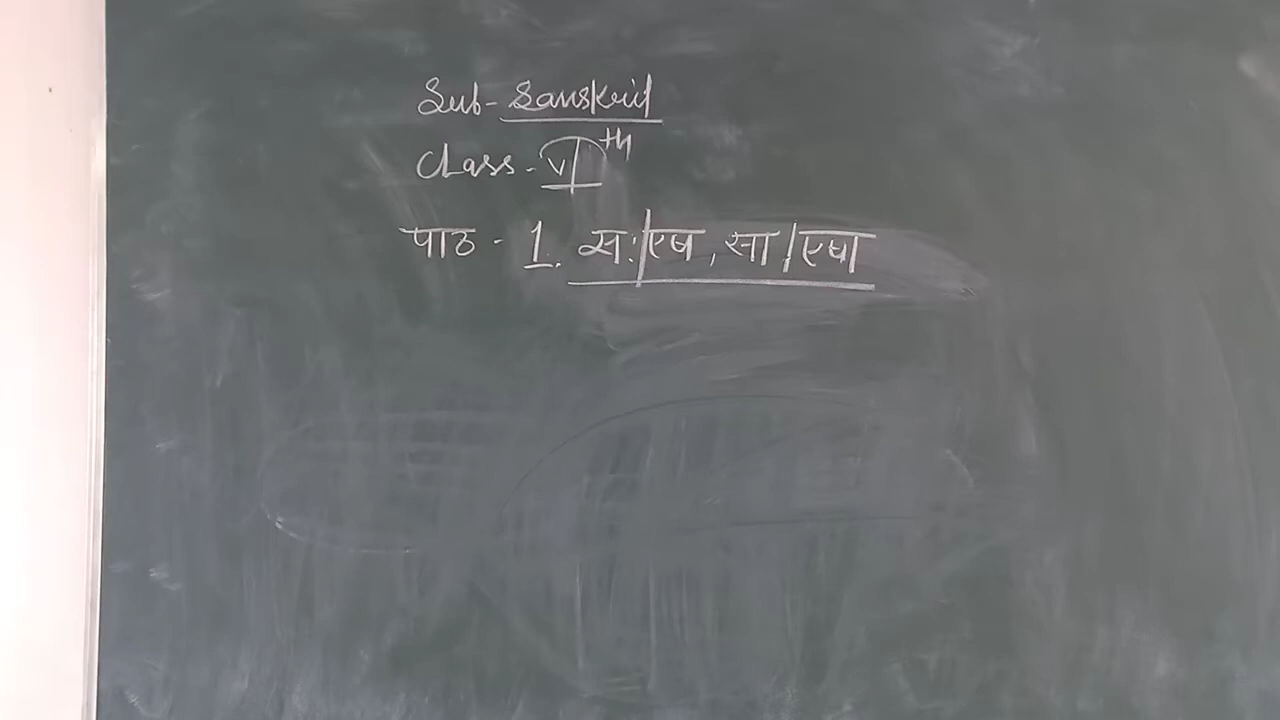 Sub- Sanskrit
Class - VI th
पाठ - 1. स:/एष, सा/एषा